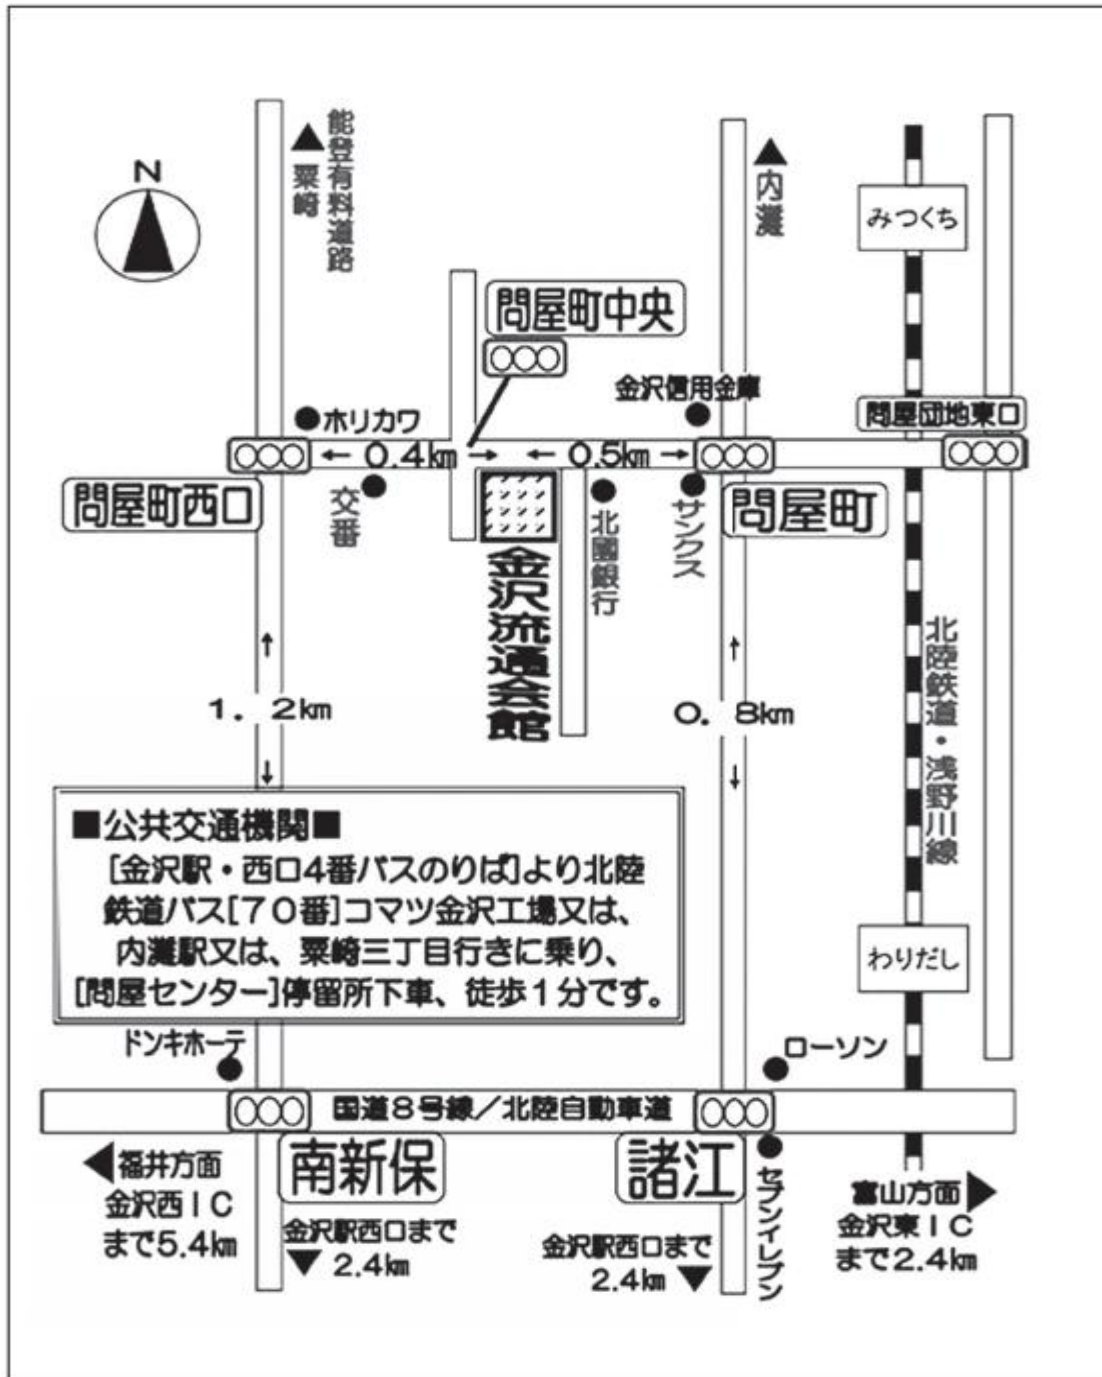 N
▲粟崎
能登有料道路
▲内灘
みつくち
問屋町中央
金沢信用金庫
問屋団地東口
ホリカワ
←0.4km→
←0.5km→
問屋町西口
交番
北國銀行
サンクス
問屋町
金沢流通会館
北陸鉄道・浅野川線
1.2km
0.8km
■公共交通機関■
[金沢駅・西口4番バスのりば]より北陸
鉄道バス[70番]コマツ金沢工場又は、
内灘駅又は、粟崎三丁目行きに乗り、
[問屋センター]停留所下車、徒歩1分です。
わりだし
ドンキホーテ
ローソン
国道8号線/北陸自動車道
南新保
諸江
セブンイレブン
◀福井方面
金沢西IC
まで5.4km
金沢駅西口まで
▼2.4km
金沢駅西口まで
2.4km▼
富山方面▶
金沢東IC
まで2.4km